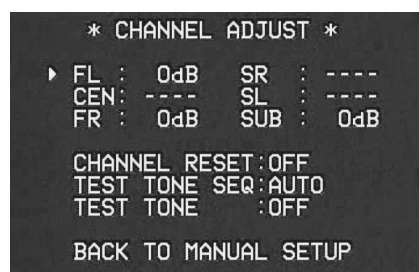 * CHANNEL ADJUST *
FL : 0dB SR : ----
CEN: ---- SL : ----
FR : 0dB SUB : 0dB
CHANNEL RESET:OFF
TEST TONE SEQ:AUTO
TEST TONE :OFF
BACK TO MANUAL SETUP